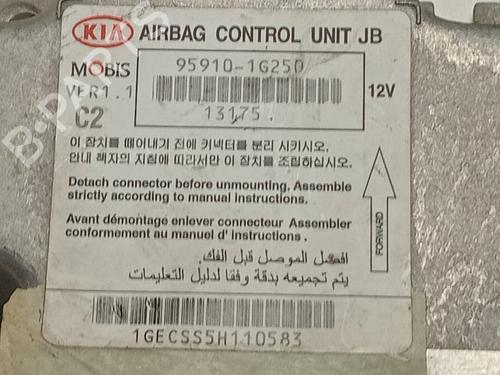 KIA AIRBAG CONTROL UNIT JB
MOBIS 95910-1G250
VER1.1 12V
C2 13175.
이 장치를 떼어내기 전에 커넥터를 분리 시키시오.
안내 책자의 지침에 따라서만 이 장치를 조립하십시오.
Detach connector before unmounting. Assemble
strictly according to manual instructions.
Avant démontage enlever connecteur Assembler
conformement au manuel d' instructions .
FORWARD
افصل الموصل قبل الفك.
يتم تجميعه بدقة وفقا لدليل التعليمات
1GECSS5H110583
B-PARTS